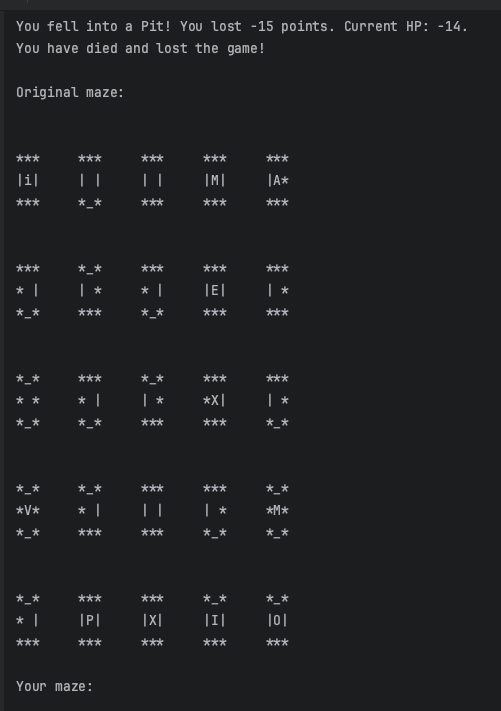 You fell into a Pit! You lost -15 points. Current HP: -14.
You have died and lost the game!
Original maze:
***     ***     ***     ***     ***
|i|     | |     | |     |M|     |A*
***     *_*     ***     ***     ***
***     *_*     ***     ***     ***
* |     | *     * |     |E|     | *
*_*     ***     *_*     ***     ***
*_*     ***     *_*     ***     ***
* *     * |     | *     *X|     | *
*_*     *_*     ***     ***     *_*
*_*     *_*     ***     ***     *_*
*V*     * |     | |     | *     *M*
*_*     ***     ***     *_*     *_*
*_*     ***     ***     *_*     *_*
* |     |P|     |X|     |I|     |O|
***     ***     ***     ***     ***
Your maze: